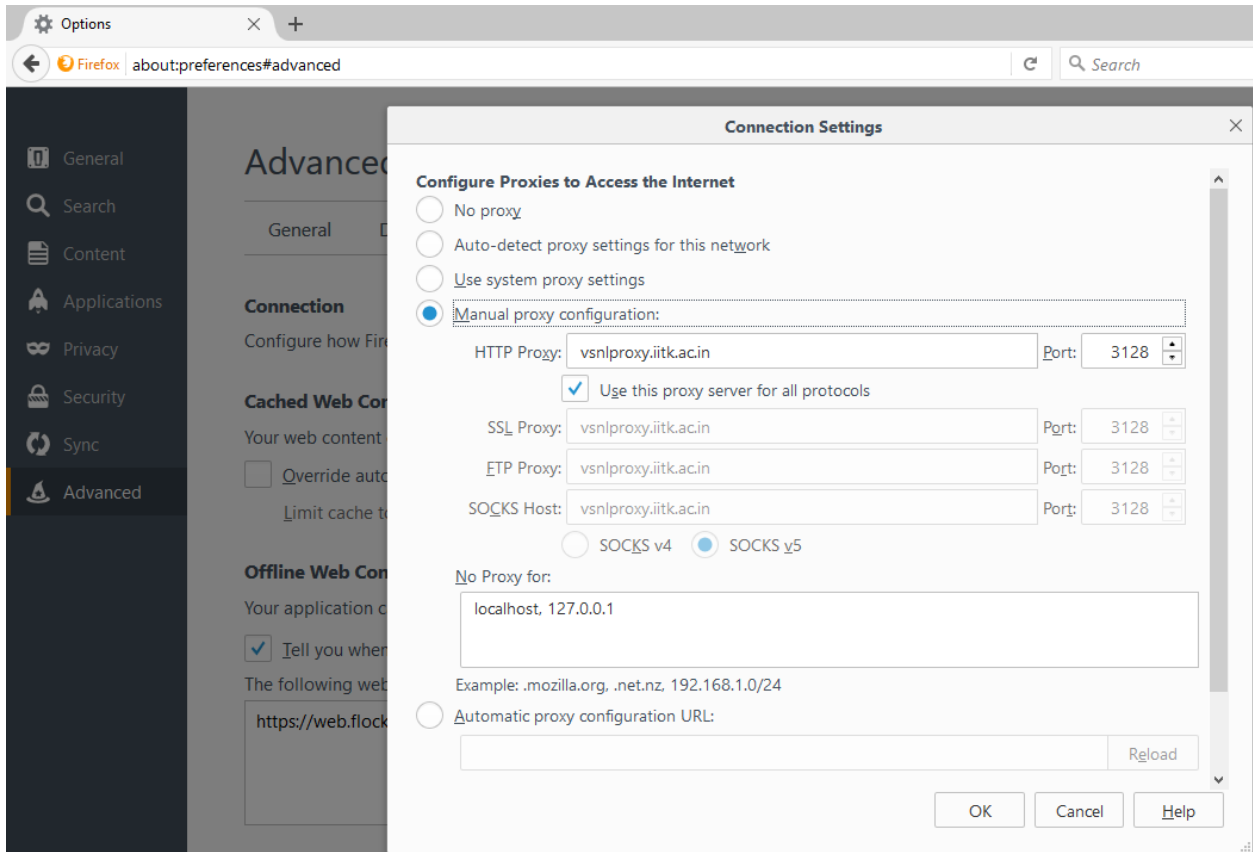 Options
Firefox about:preferences#advanced Search
General
Search
Content
Applications
Privacy
Security
Sync
Advanced
Advanced
General D
Connection
Configure how Fire
Cached Web Con
Your web content
Override auto
Limit cache to
Offline Web Con
Your application c
Tell you when
The following web
https://web.flock
Connection Settings
Configure Proxies to Access the Internet
No proxy
Auto-detect proxy settings for this network
Use system proxy settings
Manual proxy configuration:
HTTP Proxy: vsnlproxy.iitk.ac.in Port: 3128
Use this proxy server for all protocols
SSL Proxy: vsnlproxy.iitk.ac.in Port: 3128
FTP Proxy: vsnlproxy.iitk.ac.in Port: 3128
SOCKS Host: vsnlproxy.iitk.ac.in Port: 3128
SOCKS v4 SOCKS v5
No Proxy for:
localhost, 127.0.0.1
Example: .mozilla.org, .net.nz, 192.168.1.0/24
Automatic proxy configuration URL:
Reload
OK Cancel Help